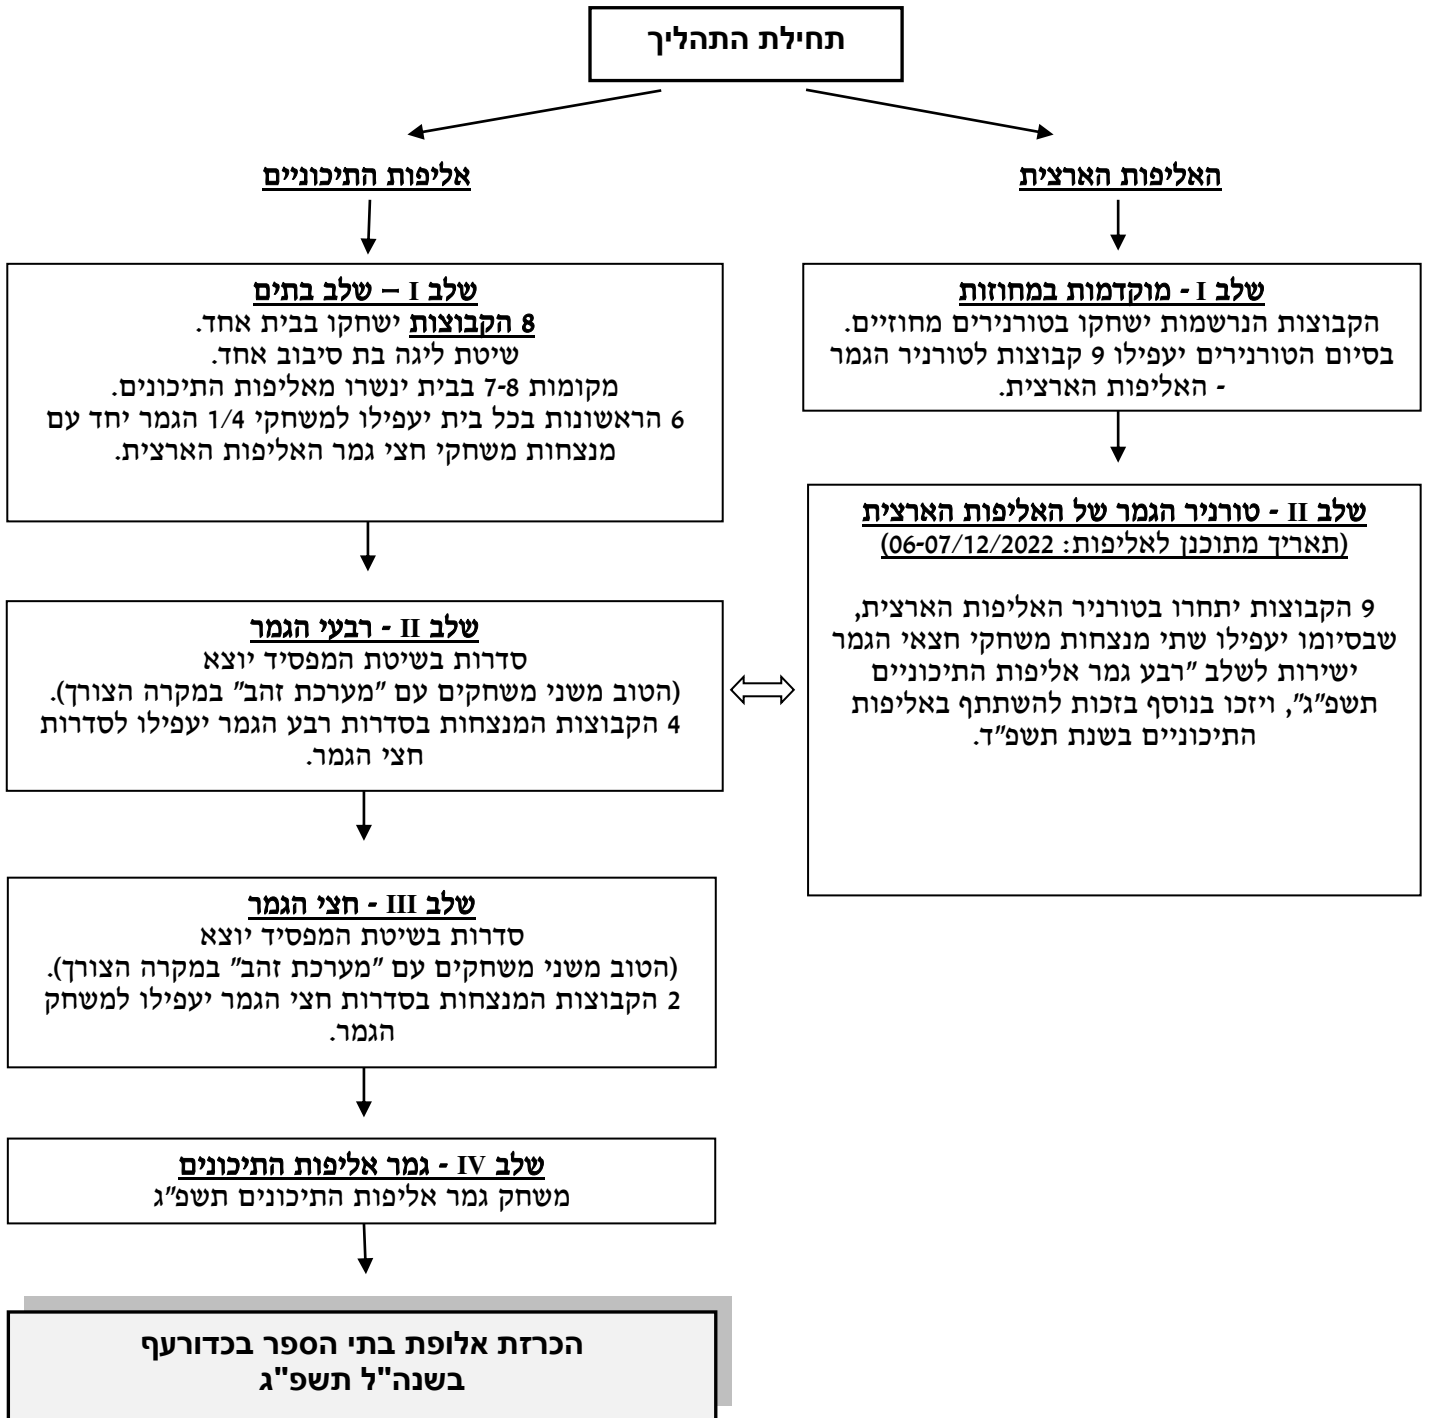 תחילת התהליך
האליפות הארצית
שלב I - מוקדמות במחוזות
הקבוצות הנרשמות ישחקו בטורנירים מחוזיים.
בסיום הטורנירים יעפילו 9 קבוצות לטורניר הגמר
- האליפות הארצית.
שלב II - טורניר הגמר של האליפות הארצית
(תאריך מתוכנן לאליפות: 06-07/12/2022)
9 הקבוצות יתחרו בטורניר האליפות הארצית,
שבסיומו יעפילו שתי מנצחות משחקי חצאי הגמר
ישירות לשלב "רבע גמר אליפות התיכוניים
תשפ"ג", ויזכו בנוסף בזכות להשתתף באליפות
התיכוניים בשנת תשפ"ד.
אליפות התיכוניים
שלב I – שלב בתים
8 הקבוצות ישחקו בבית אחד.
שיטת ליגה בת סיבוב אחד.
מקומות 7-8 בבית ינשרו מאליפות התיכונים.
6 הראשונות בכל בית יעפילו למשחקי 1/4 הגמר יחד עם
מנצחות משחקי חצי גמר האליפות הארצית.
שלב II - רבעי הגמר
סדרות בשיטת המפסיד יוצא
(הטוב משני משחקים עם "מערכת זהב" במקרה הצורך).
4 הקבוצות המנצחות בסדרות רבע הגמר יעפילו לסדרות
חצי הגמר.
שלב III - חצי הגמר
סדרות בשיטת המפסיד יוצא
(הטוב משני משחקים עם "מערכת זהב" במקרה הצורך).
2 הקבוצות המנצחות בסדרות חצי הגמר יעפילו למשחק
הגמר.
שלב IV - גמר אליפות התיכונים
משחק גמר אליפות התיכונים תשפ"ג
הכרזת אלופת בתי הספר בכדורעף
בשנה"ל תשפ"ג